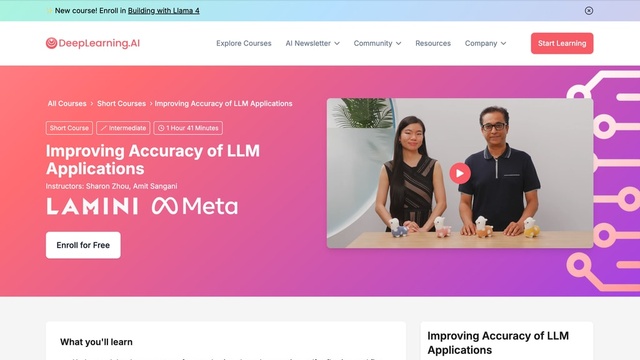 New course! Enroll in Building with Llama 4
DeepLearning.AI
Explore Courses
AI Newsletter
Community
Resources
Company
Start Learning
All Courses › Short Courses › Improving Accuracy of LLM Applications
Short Course
Intermediate
1 Hour 41 Minutes
Improving Accuracy of LLM
Applications
Instructors: Sharon Zhou, Amit Sangani
LAMINI
Meta
Enroll for Free
What you'll learn
Improving Accuracy of LLM
Applications